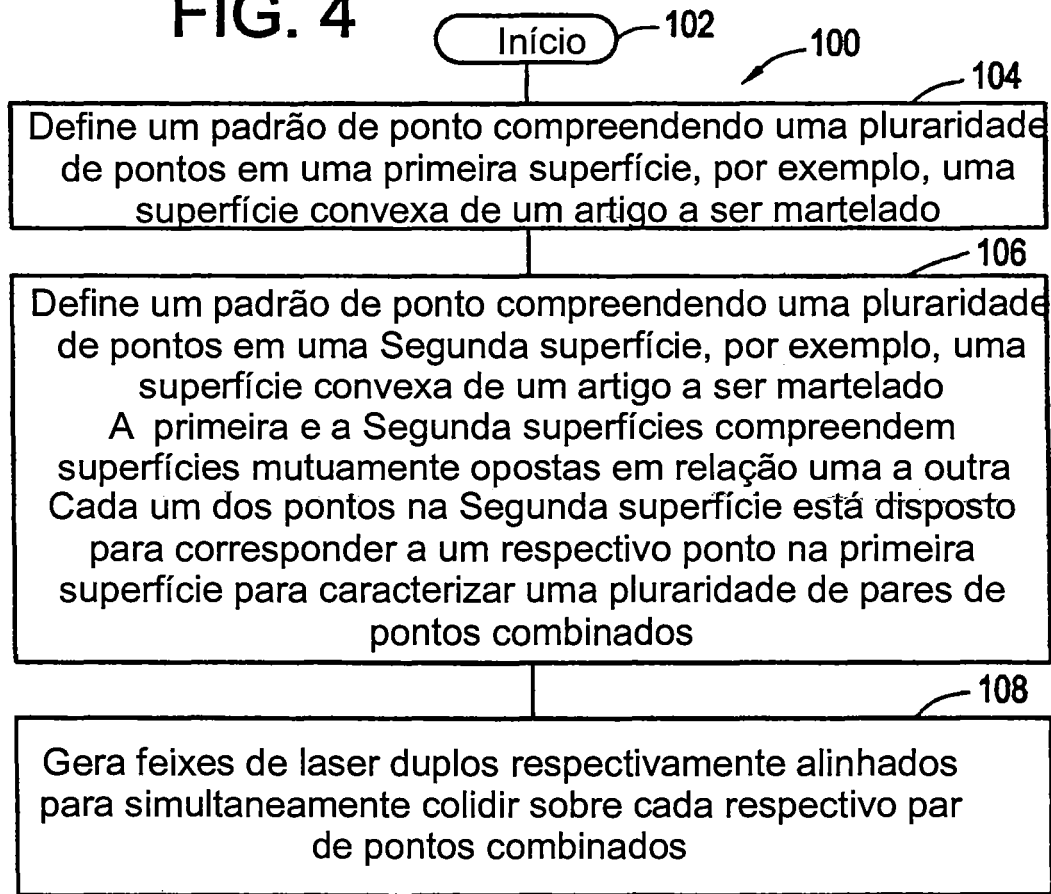 FIG. 4
Início
102
100
104
Define um padrão de ponto compreendendo uma pluraridade
de pontos em uma primeira superfície, por exemplo, uma
superfície convexa de um artigo a ser martelado
106
Define um padrão de ponto compreendendo uma pluraridade
de pontos em uma Segunda superfície, por exemplo, uma
superfície convexa de um artigo a ser martelado
A primeira e a Segunda superfícies compreendem
superfícies mutuamente opostas em relação uma a outra
Cada um dos pontos na Segunda superfície está disposto
para corresponder a um respectivo ponto na primeira
superfície para caracterizar uma pluraridade de pares de
pontos combinados
108
Gera feixes de laser duplos respectivamente alinhados
para simultaneamente colidir sobre cada respectivo par
de pontos combinados